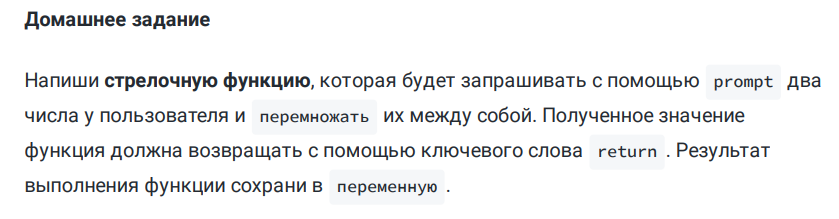 Домашнее задание
Напиши стрелочную функцию, которая будет запрашивать с помощью prompt два
числа у пользователя и перемножать их между собой. Полученное значение
функция должна возвращать с помощью ключевого слова return. Результат
выполнения функции сохрани в переменную.